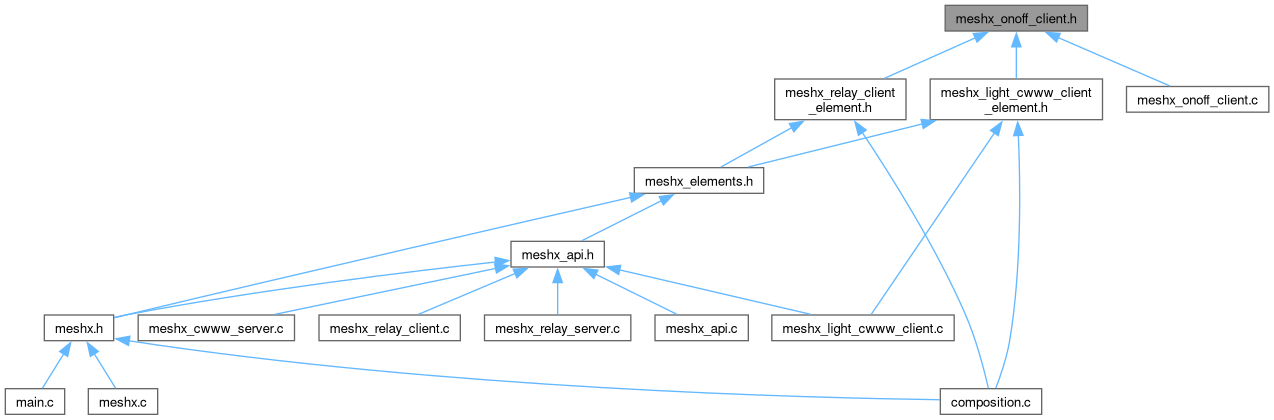 meshx_onoff_client.h
meshx_relay_client
_element.h
meshx_light_cwww_client
_element.h
meshx_onoff_client.c
meshx_elements.h
meshx_api.h
meshx.h
meshx_cwww_server.c
meshx_relay_client.c
meshx_relay_server.c
meshx_api.c
meshx_light_cwww_client.c
main.c
meshx.c
composition.c